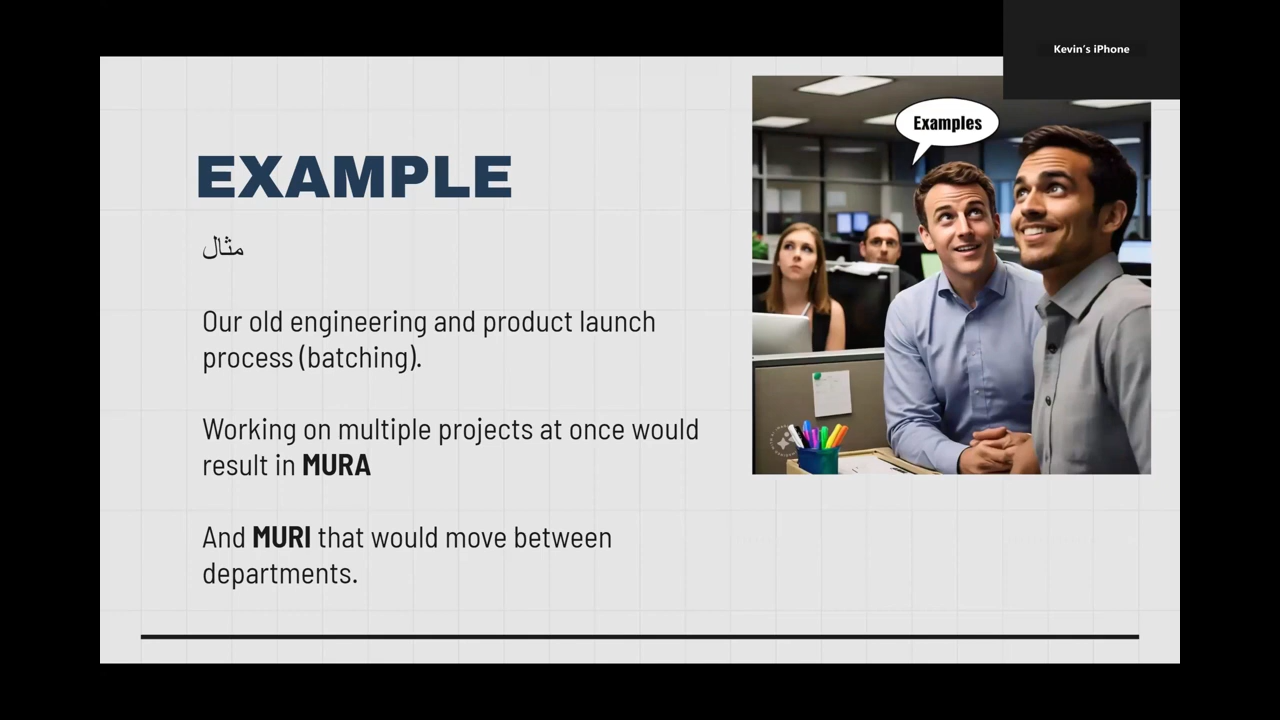 Kevin's iPhone
Examples
EXAMPLE
مثال
Our old engineering and product launch
process (batching).
Working on multiple projects at once would
result in MURA
And MURI that would move between
departments.